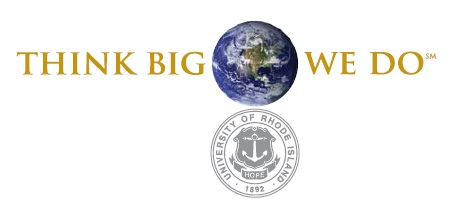 THINK BIG WE DO℠
UNIVERSITY OF RHODE ISLAND
HOPE
1892